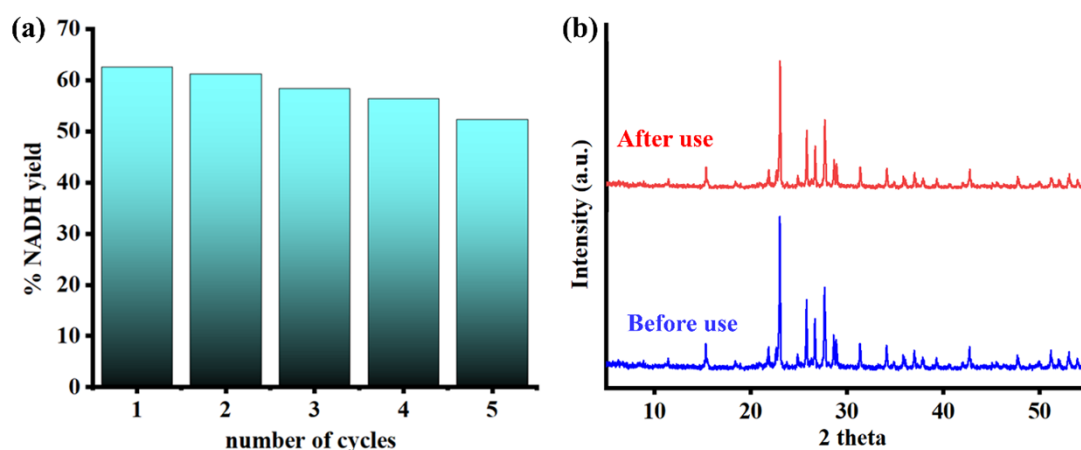 (a)
% NADH yield
70
60
50
40
30
20
10
0
1 2 3 4 5
number of cycles
(b)
Intensity (a.u.)
After use
Before use
10 20 30 40 50
2 theta